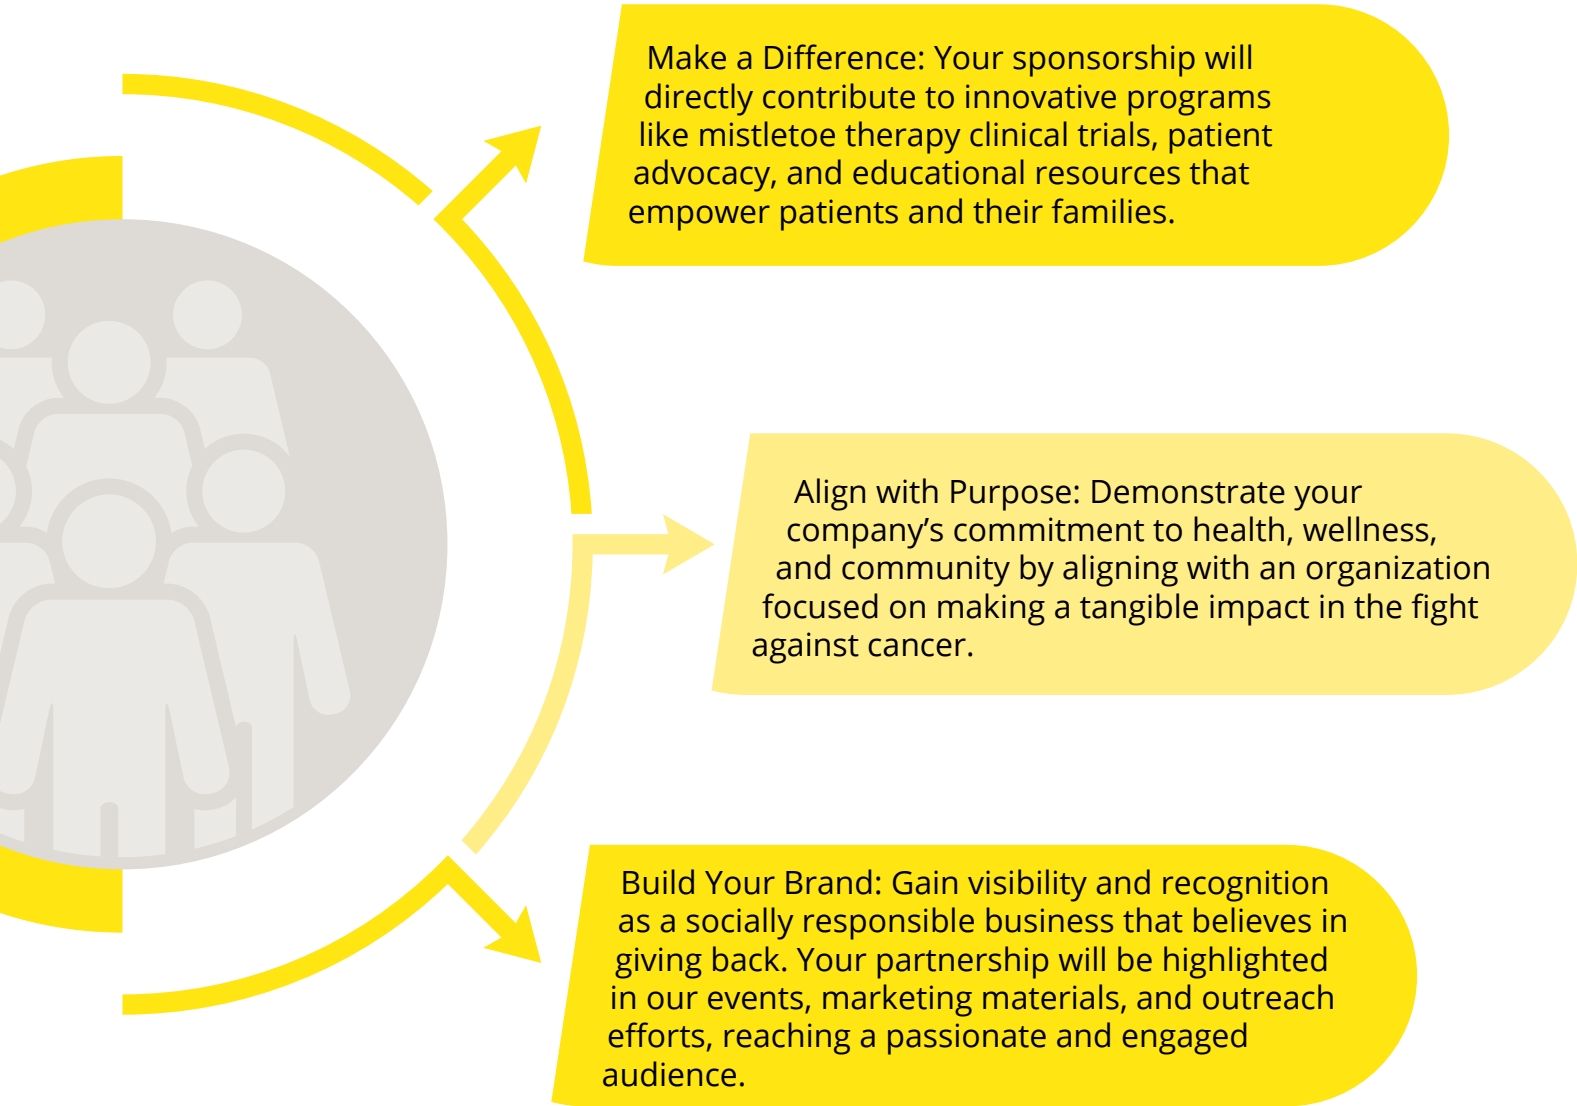 Make a Difference: Your sponsorship will
directly contribute to innovative programs
like mistletoe therapy clinical trials, patient
advocacy, and educational resources that
empower patients and their families.
Align with Purpose: Demonstrate your
company’s commitment to health, wellness,
and community by aligning with an organization
focused on making a tangible impact in the fight
against cancer.
Build Your Brand: Gain visibility and recognition
as a socially responsible business that believes in
giving back. Your partnership will be highlighted
in our events, marketing materials, and outreach
efforts, reaching a passionate and engaged
audience.